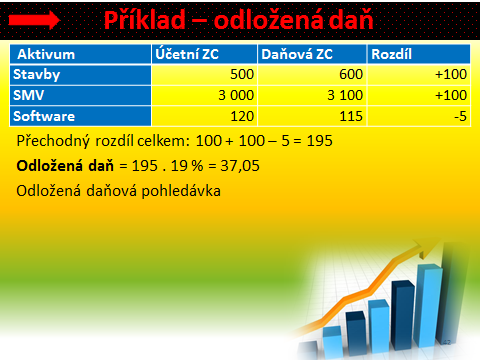 Příklad – odložená daň
Aktivum Účetní ZC Daňová ZC Rozdíl
Stavby 500 600 +100
SMV 3 000 3 100 +100
Software 120 115 -5
Přechodný rozdíl celkem: 100 + 100 – 5 = 195
Odložená daň = 195 . 19 % = 37,05
Odložená daňová pohledávka